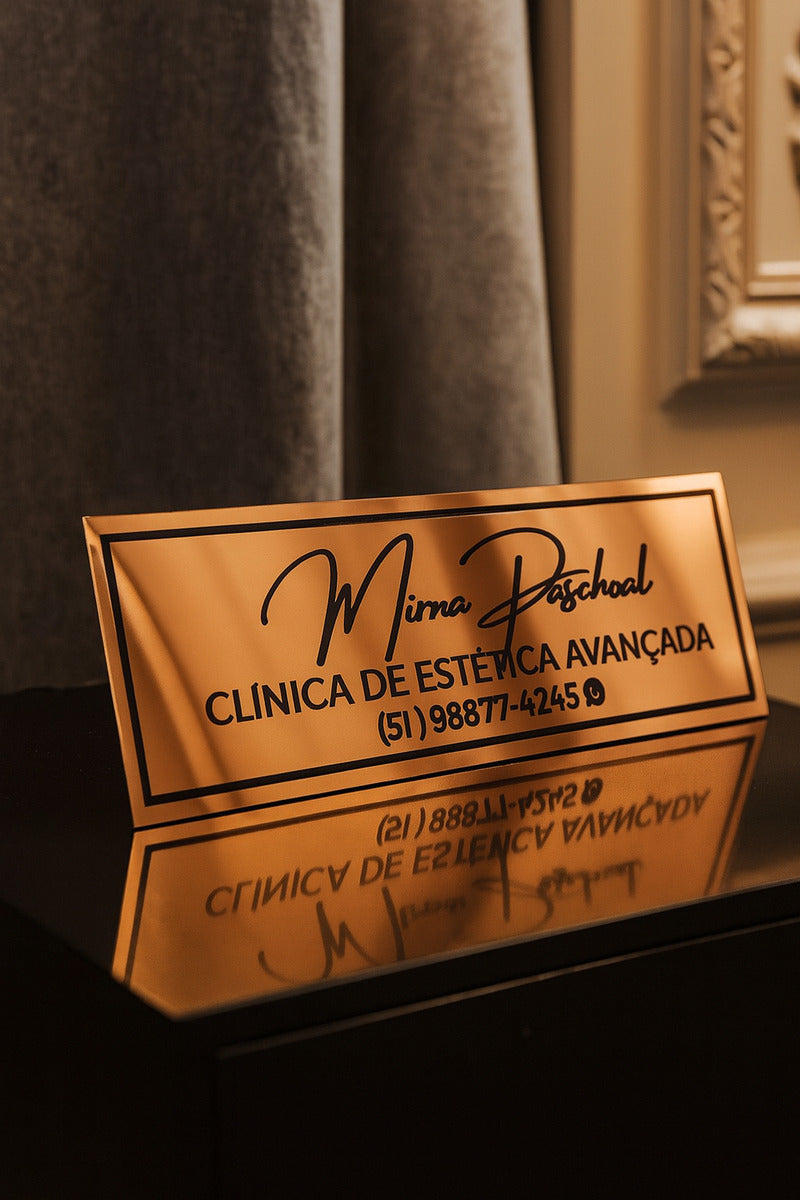 Mirna Paschoal
CLÍNICA DE ESTÉTICA AVANÇADA
(51) 98877-4245